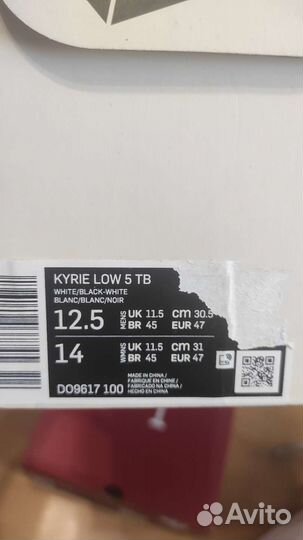 KYRIE LOW 5 TB
WHITE/BLACK-WHITE
BLANC/BLANC/NOIR
12.5 MENS UK 11.5 cm 30.5
BR 45 EUR 47
14 WMNS UK 11.5 cm 31
BR 45 EUR 47
DO9617 100
MADE IN CHINA /
FABRIQUÉ EN CHINE /
FABRICADO EN CHINA /
HECHO EN CHINA
Avito